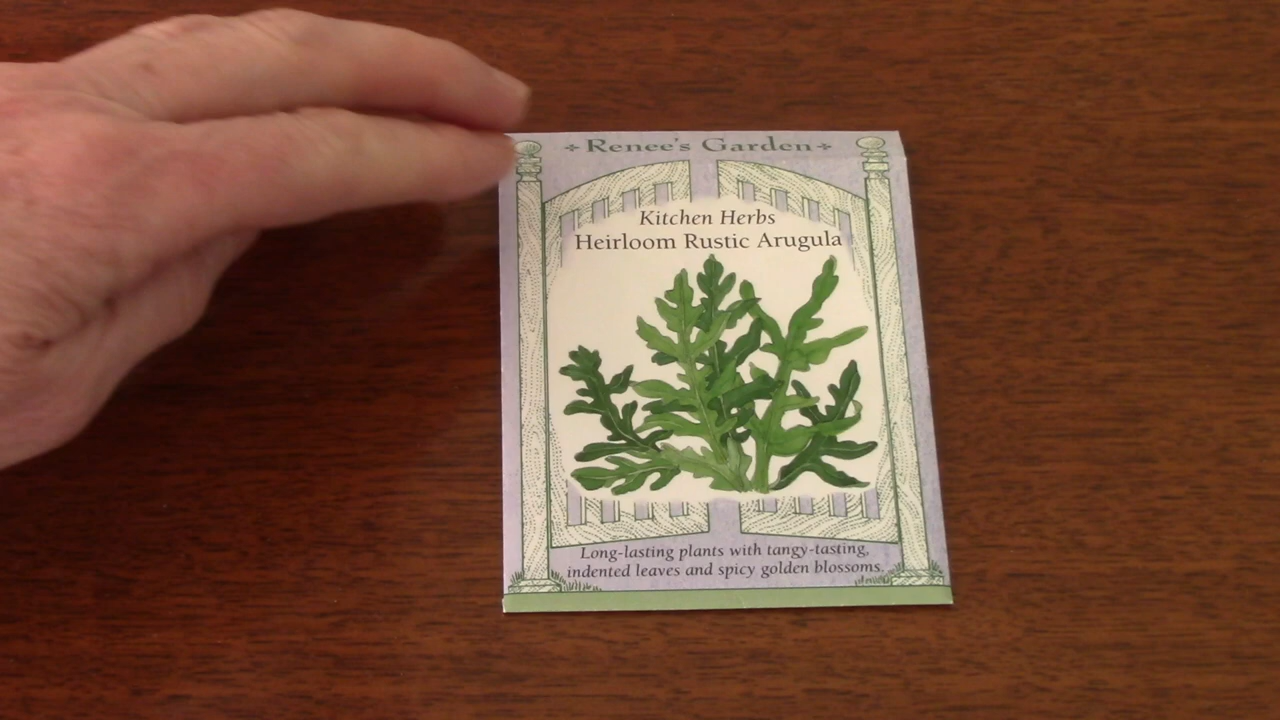 Renee's Garden
Kitchen Herbs
Heirloom Rustic Arugula
Long-lasting plants with tangy-tasting,
indented leaves and spicy golden blossoms.